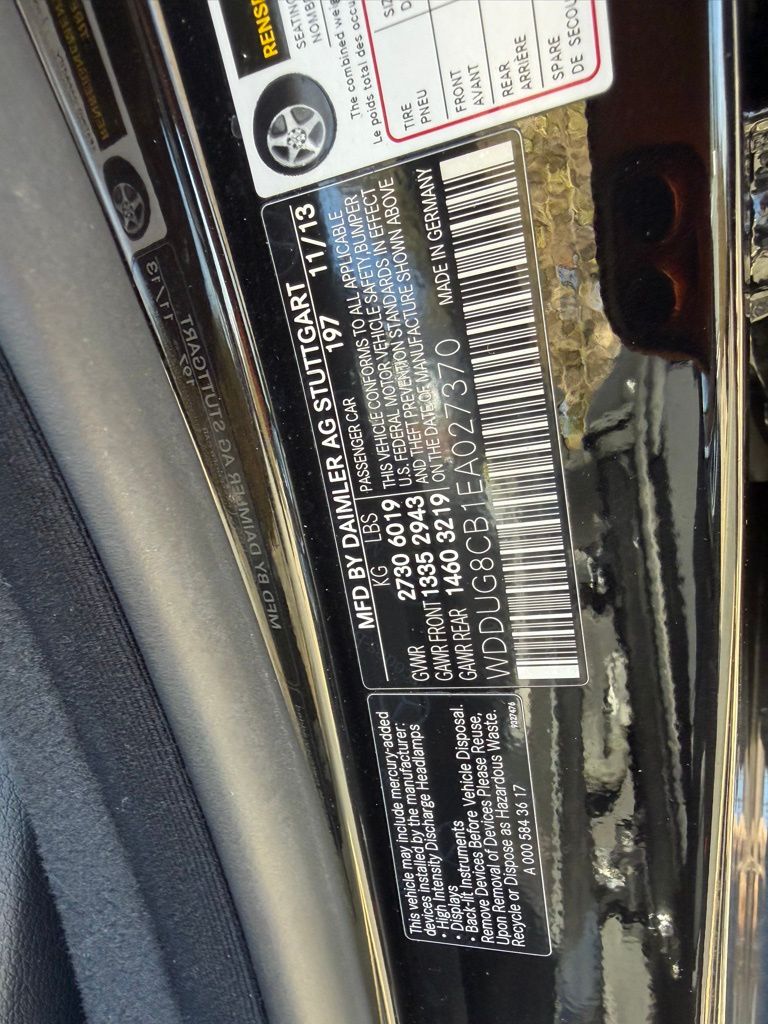 MFD BY DAIMLER AG STUTTGART
197 11/13
KG LBS
GVWR 2730 6019
GAWR FRONT 1335 2943
GAWR REAR 1460 3219
PASSENGER CAR
THIS VEHICLE CONFORMS TO ALL APPLICABLE
U.S. FEDERAL MOTOR VEHICLE SAFETY,BUMPER
AND THEFT PREVENTION STANDARDS IN EFFECT
ON THE DATE OF MANUFACTURE SHOWN ABOVE
WDDUG8CB1EA027370 MADE IN GERMANY
This vehicle may include mercury-added
devices installed by the manufacturer:
• High Intensity Discharge Headlamps
• Displays
• Back-lit Instruments
Remove Devices Before Vehicle Disposal.
Upon Removal of Devices Please Reuse,
Recycle or Dispose as Hazardous Waste.
A 000 584 36 17
SEATING
The combined
Le poids total des
TIRE
PNEU
FRONT
AVANT
REAR
ARRIÈRE
SPARE
DE